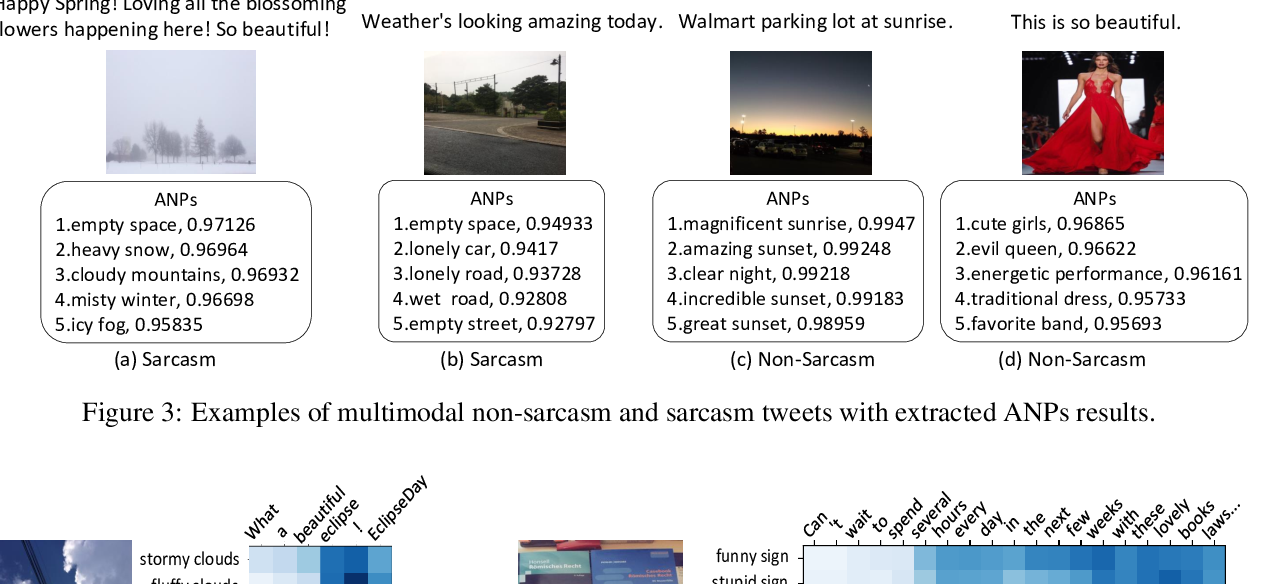 Happy Spring! Loving all the blossoming
flowers happening here! So beautiful!
ANPs
1.empty space, 0.97126
2.heavy snow, 0.96964
3.cloudy mountains, 0.96932
4.misty winter, 0.96698
5.icy fog, 0.95835
(a) Sarcasm
Weather's looking amazing today.
ANPs
1.empty space, 0.94933
2.lonely car, 0.9417
3.lonely road, 0.93728
4.wet road, 0.92808
5.empty street, 0.92797
(b) Sarcasm
Walmart parking lot at sunrise.
ANPs
1.magnificent sunrise, 0.9947
2.amazing sunset, 0.99248
3.clear night, 0.99218
4.incredible sunset, 0.99183
5.great sunset, 0.98959
(c) Non-Sarcasm
This is so beautiful.
ANPs
1.cute girls, 0.96865
2.evil queen, 0.96622
3.energetic performance, 0.96161
4.traditional dress, 0.95733
5.favorite band, 0.95693
(d) Non-Sarcasm
Figure 3: Examples of multimodal non-sarcasm and sarcasm tweets with extracted ANPs results.
What a beautiful eclipse ! EclipseDay
stormy clouds
fluffy clouds
Römisches Recht
Römisches Recht
Can 't wait to spend several hours every day in the next few weeks with these lovely books laws...
funny sign
stupid sign